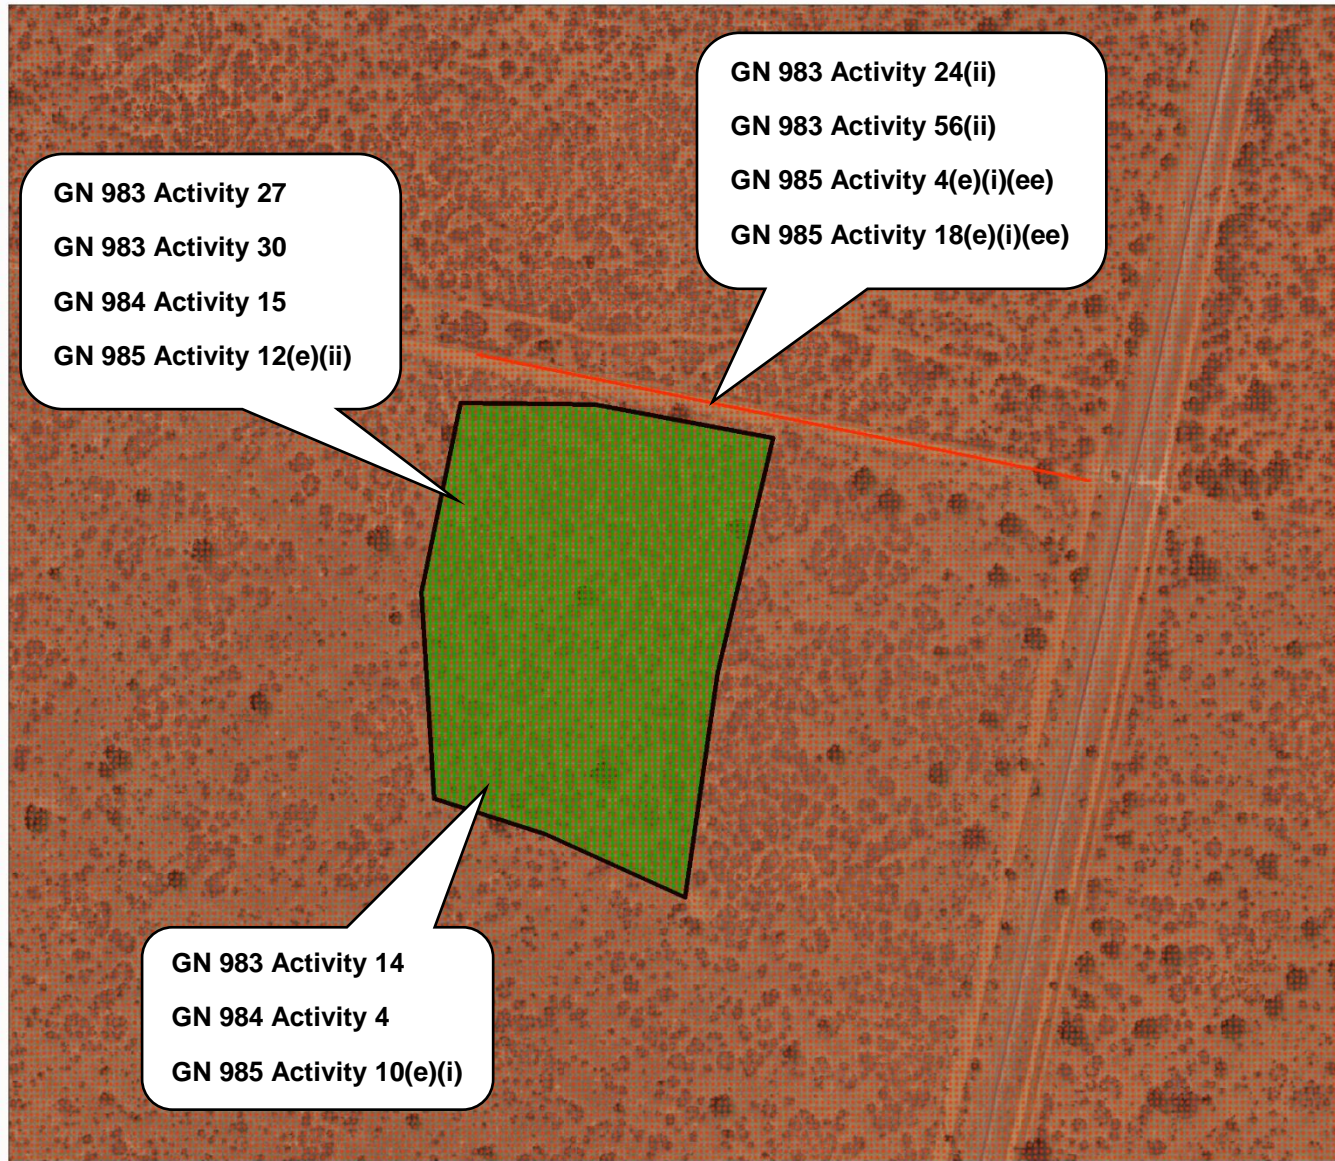 GN 983 Activity 24(ii)
GN 983 Activity 56(ii)
GN 985 Activity 4(e)(i)(ee)
GN 985 Activity 18(e)(i)(ee)
GN 983 Activity 27
GN 983 Activity 30
GN 984 Activity 15
GN 985 Activity 12(e)(ii)
GN 983 Activity 14
GN 984 Activity 4
GN 985 Activity 10(e)(i)